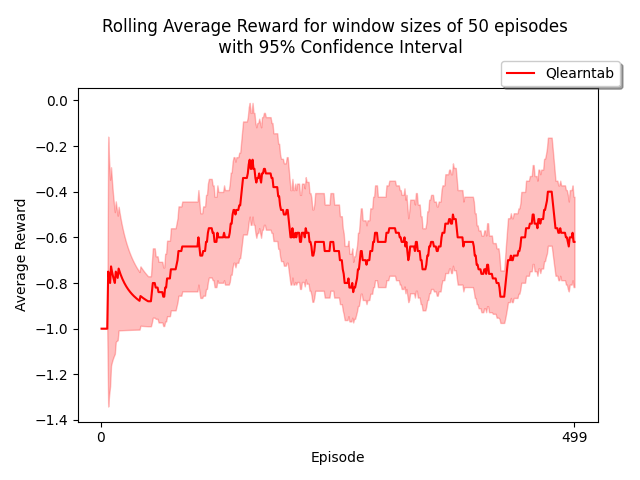 Rolling Average Reward for window sizes of 50 episodes
with 95% Confidence Interval
Qlearntab
0.0
−0.2
−0.4
−0.6
−0.8
−1.0
−1.2
−1.4
Average Reward
0
499
Episode